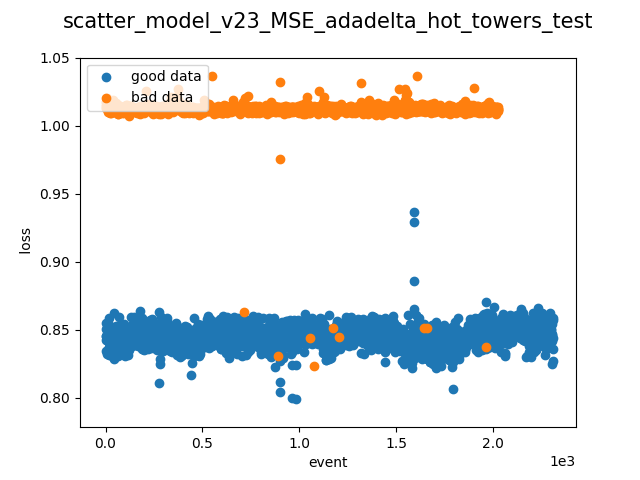 scatter_model_v23_MSE_adadelta_hot_towers_test
good data
bad data
loss
1.05
1.00
0.95
0.90
0.85
0.80
0.0
0.5
1.0
1.5
2.0
1e3
event